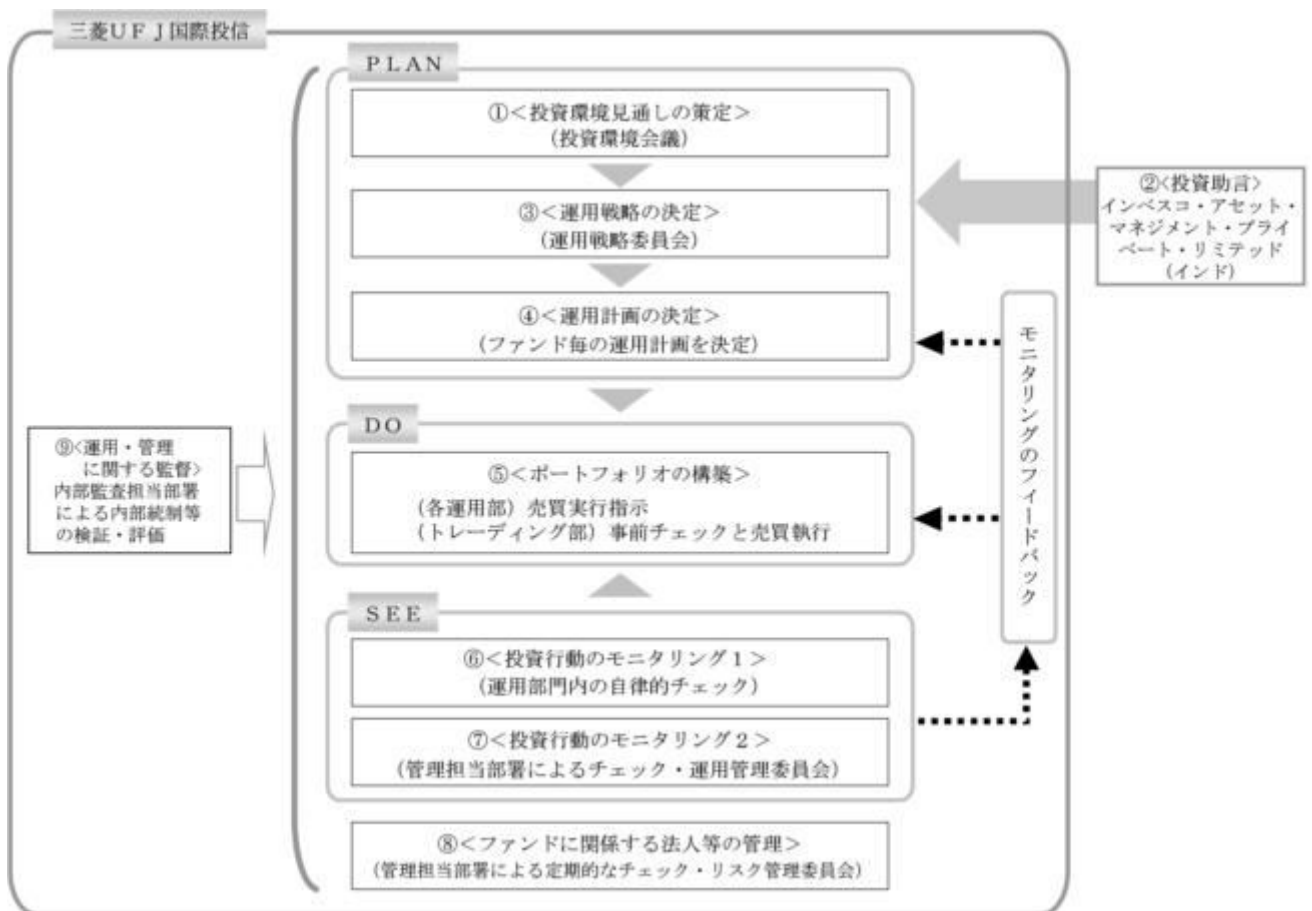 三菱UFJ国際投信
PLAN
①＜投資環境見通しの策定＞
（投資環境会議）
②＜投資助言＞
インベスコ・アセット・
マネジメント・プライ
ベート・リミテッド
（インド）
③＜運用戦略の決定＞
（運用戦略委員会）
④＜運用計画の決定＞
（ファンド毎の運用計画を決定）
DO
⑤＜ポートフォリオの構築＞
（各運用部）売買実行指示
（トレーディング部）事前チェックと売買執行
モニタリングのフィードバック
SEE
⑥＜投資行動のモニタリング1＞
（運用部門内の自律的チェック）
⑦＜投資行動のモニタリング2＞
（管理担当部署によるチェック・運用管理委員会）
⑧＜ファンドに関係する法人等の管理＞
（管理担当部署による定期的なチェック・リスク管理委員会）
⑨＜運用・管理
に関する監督＞
内部監査担当部署
による内部統制等
の検証・評価